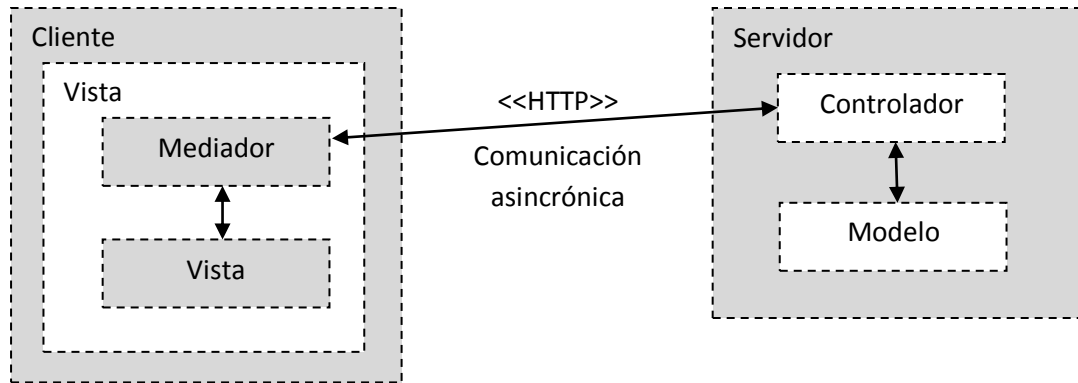 Cliente
Vista
Mediador
Vista
<<HTTP>>
Comunicación
asincrónica
Servidor
Controlador
Modelo